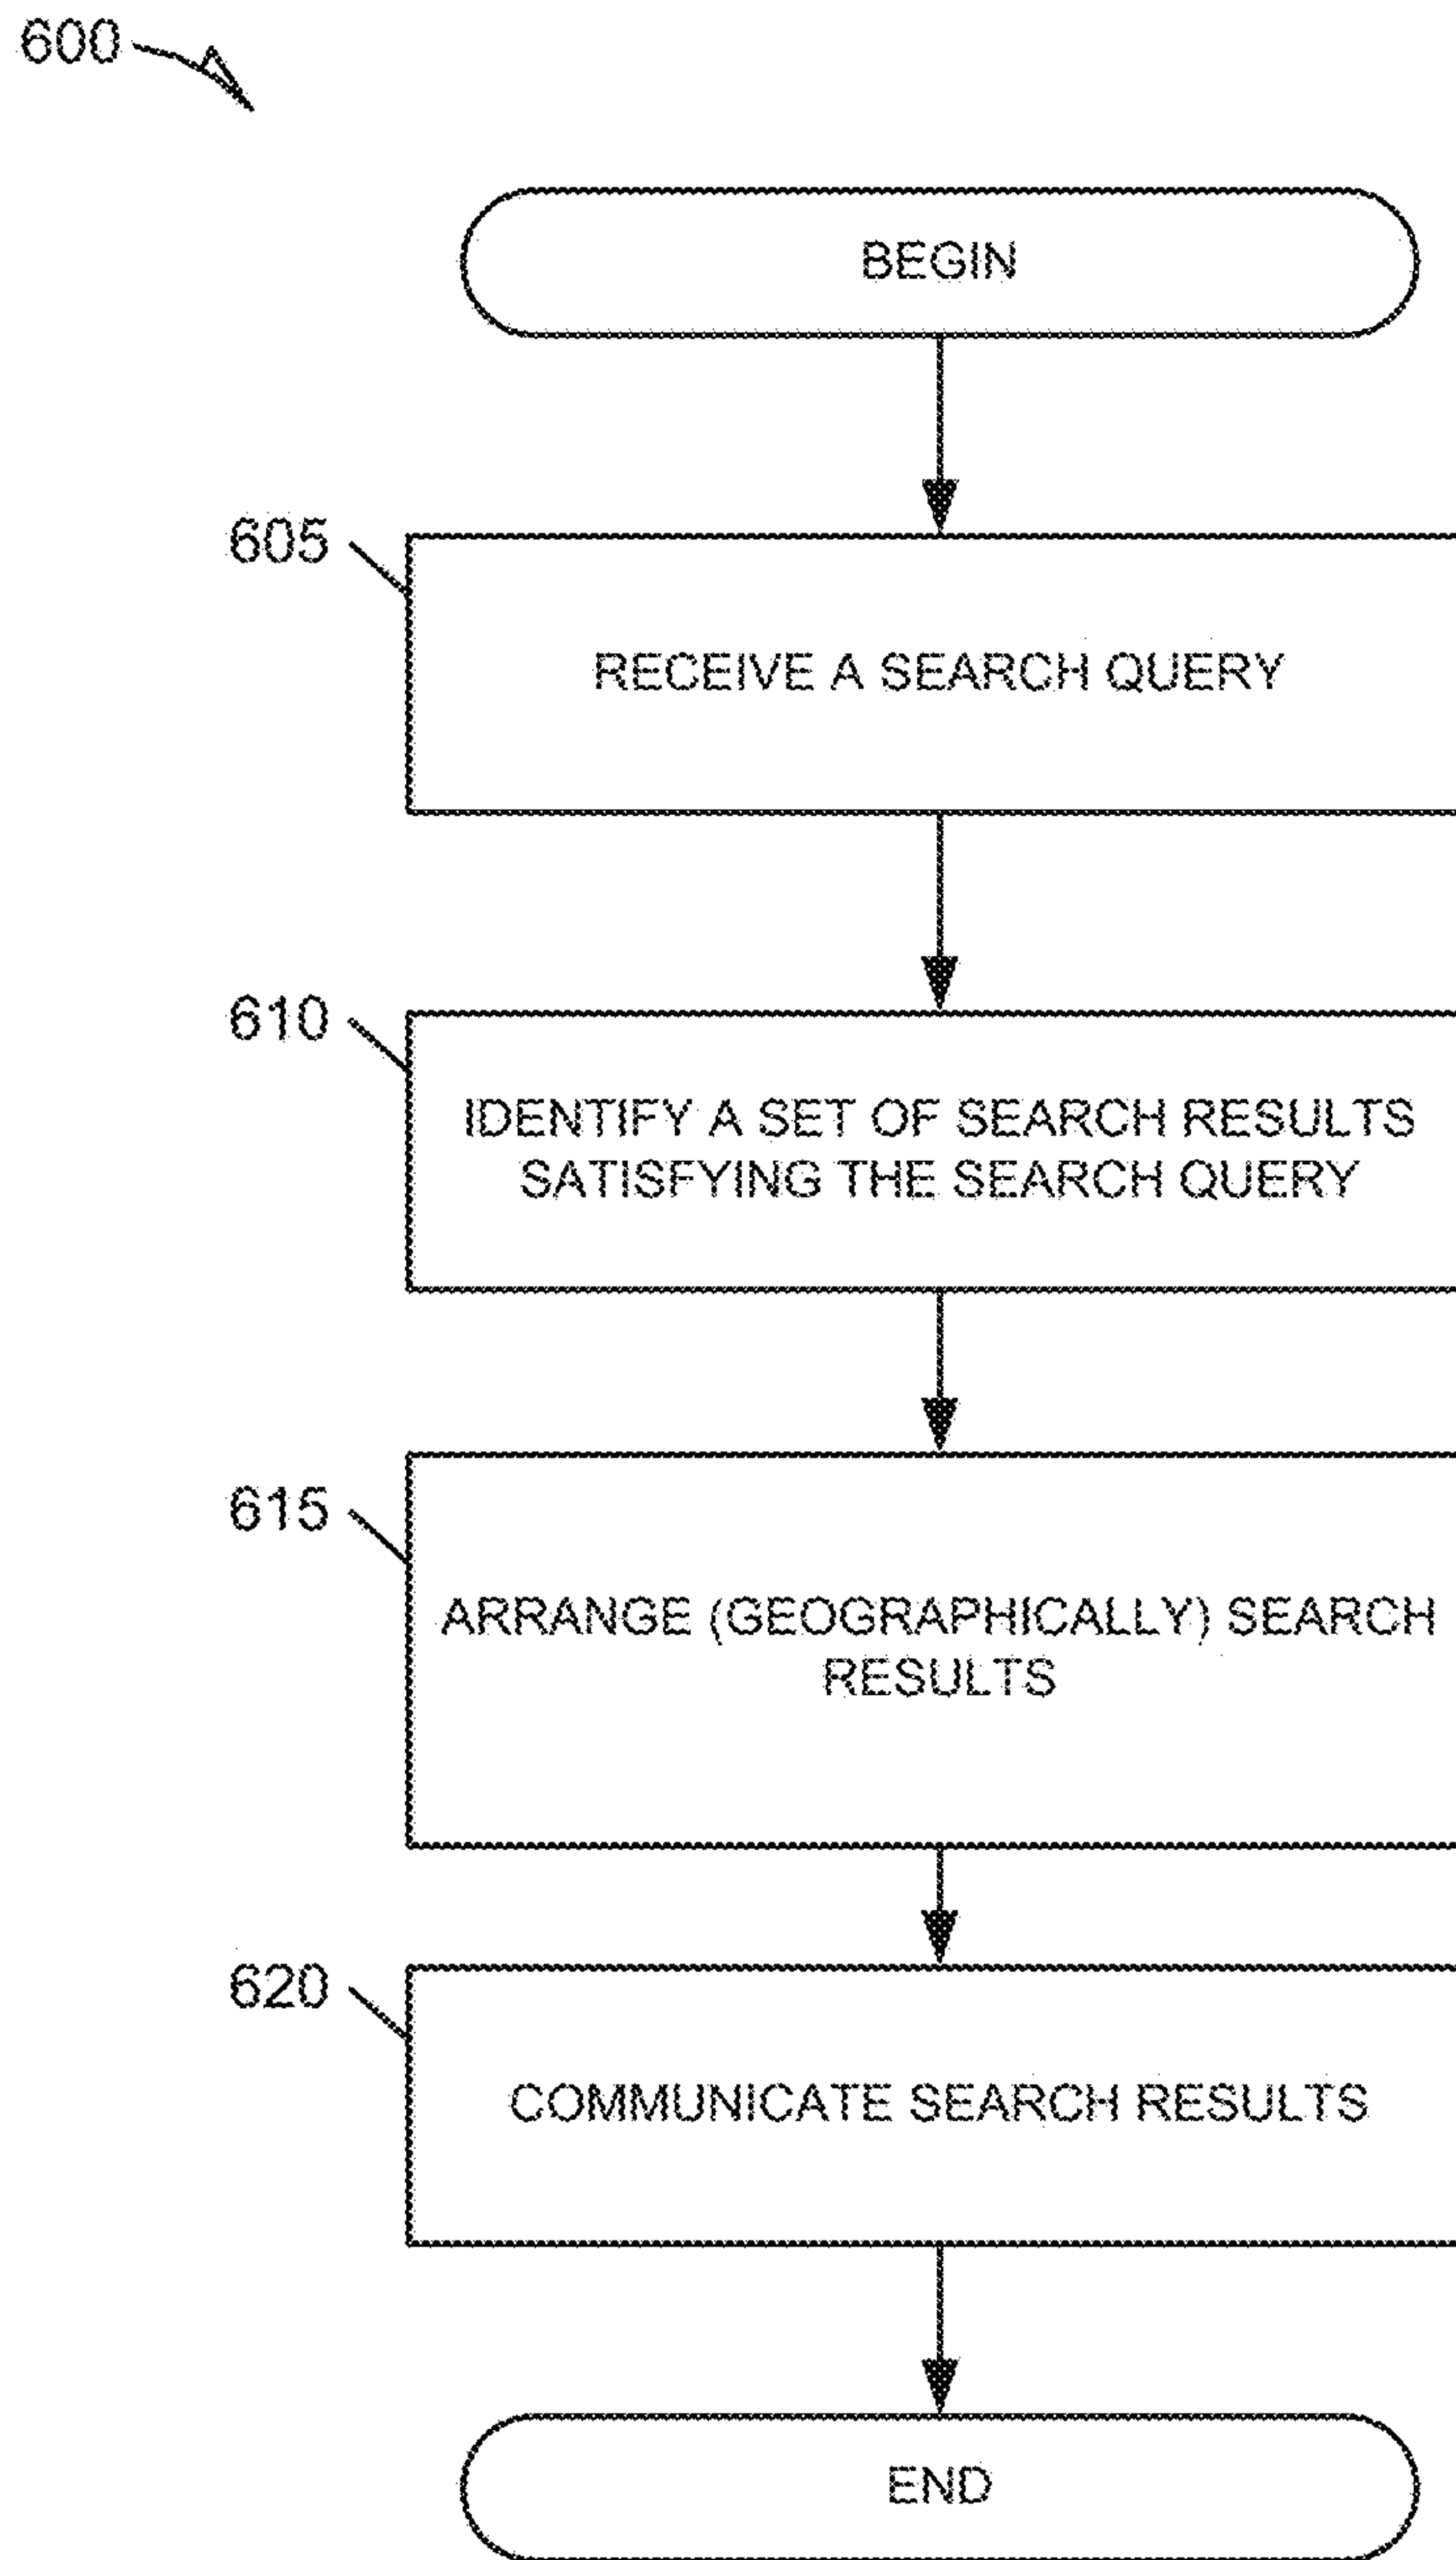 600
BEGIN
605
RECEIVE A SEARCH QUERY
610
IDENTIFY A SET OF SEARCH RESULTS
SATISFYING THE SEARCH QUERY
615
ARRANGE (GEOGRAPHICALLY) SEARCH
RESULTS
620
COMMUNICATE SEARCH RESULTS
END